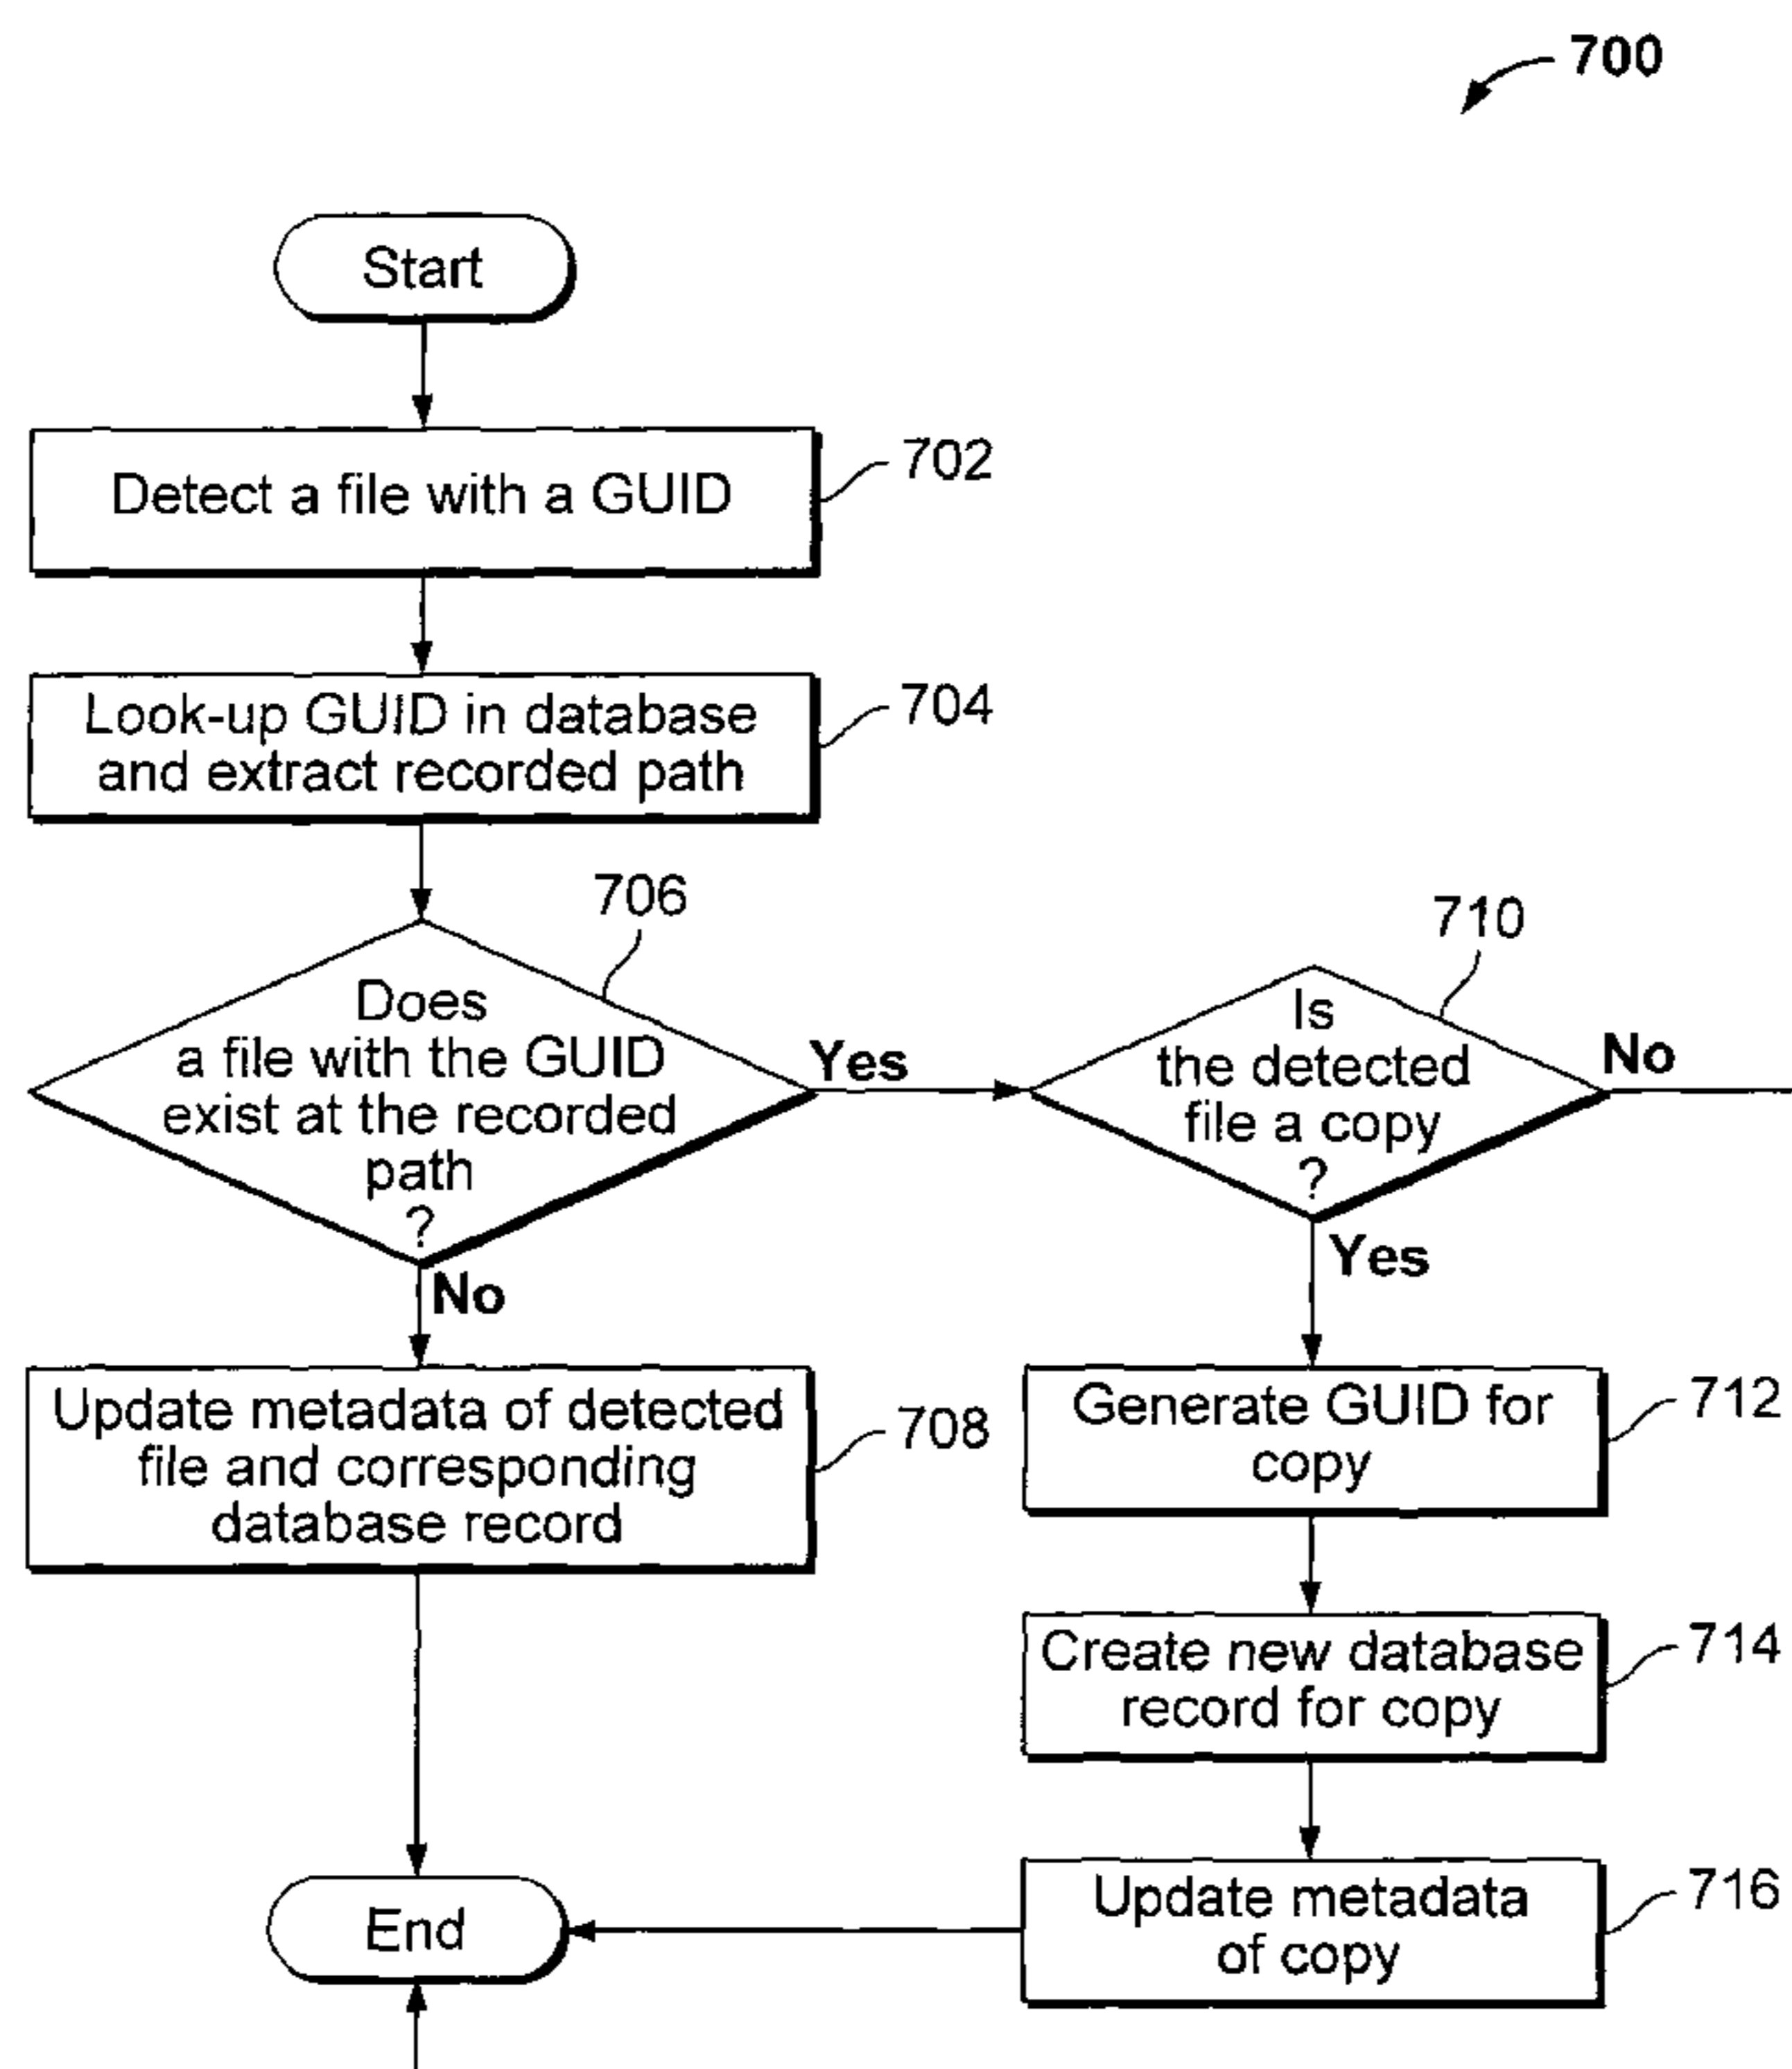 700
Start
Detect a file with a GUID
702
Look-up GUID in database
and extract recorded path
704
706
Does
a file with the GUID
exist at the recorded
path
?
Yes
No
710
Is
the detected
file a copy
?
No
Yes
Update metadata of detected
file and corresponding
database record
708
Generate GUID for
copy
712
Create new database
record for copy
714
Update metadata
of copy
716
End